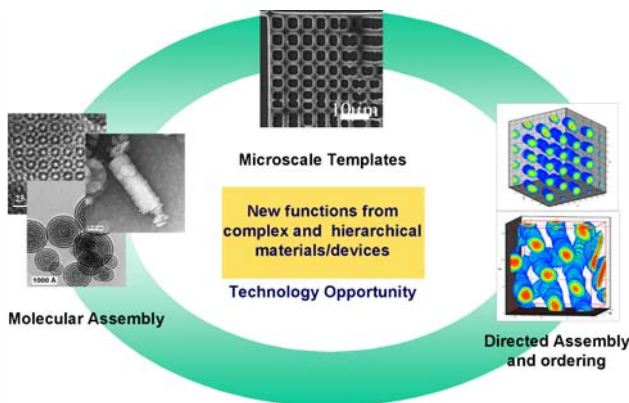 10μm
Microscale Templates
25
1000 Å
Molecular Assembly
New functions from
complex and hierarchical
materials/devices
Technology Opportunity
Directed Assembly
and ordering